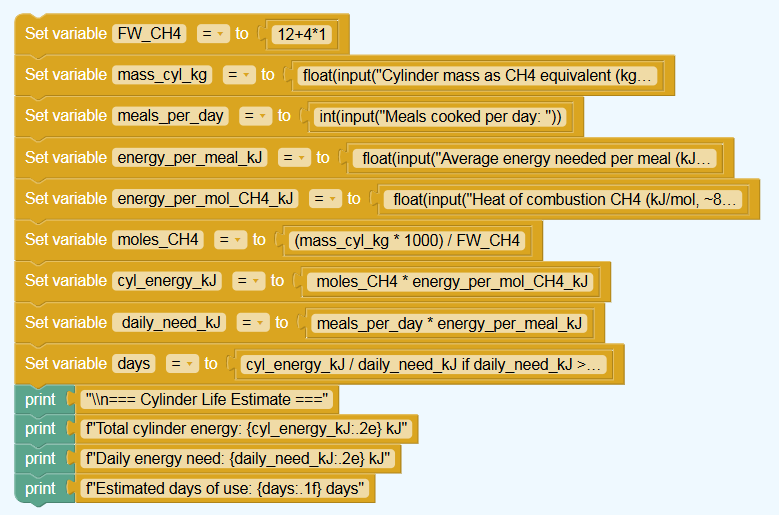 Set variable FW_CH4 = to 12+4*1
Set variable mass_cyl_kg = to float(input("Cylinder mass as CH4 equivalent (kg...
Set variable meals_per_day = to int(input("Meals cooked per day: "))
Set variable energy_per_meal_kJ = to float(input("Average energy needed per meal (kJ...
Set variable energy_per_mol_CH4_kJ = to float(input("Heat of combustion CH4 (kJ/mol, ~8...
Set variable moles_CH4 = to (mass_cyl_kg * 1000) / FW_CH4
Set variable cyl_energy_kJ = to moles_CH4 * energy_per_mol_CH4_kJ
Set variable daily_need_kJ = to meals_per_day * energy_per_meal_kJ
Set variable days = to cyl_energy_kJ / daily_need_kJ if daily_need_kJ >...
print "\\n=== Cylinder Life Estimate ==="
print f"Total cylinder energy: {cyl_energy_kJ:.2e} kJ"
print f"Daily energy need: {daily_need_kJ:.2e} kJ"
print f"Estimated days of use: {days:.1f} days"